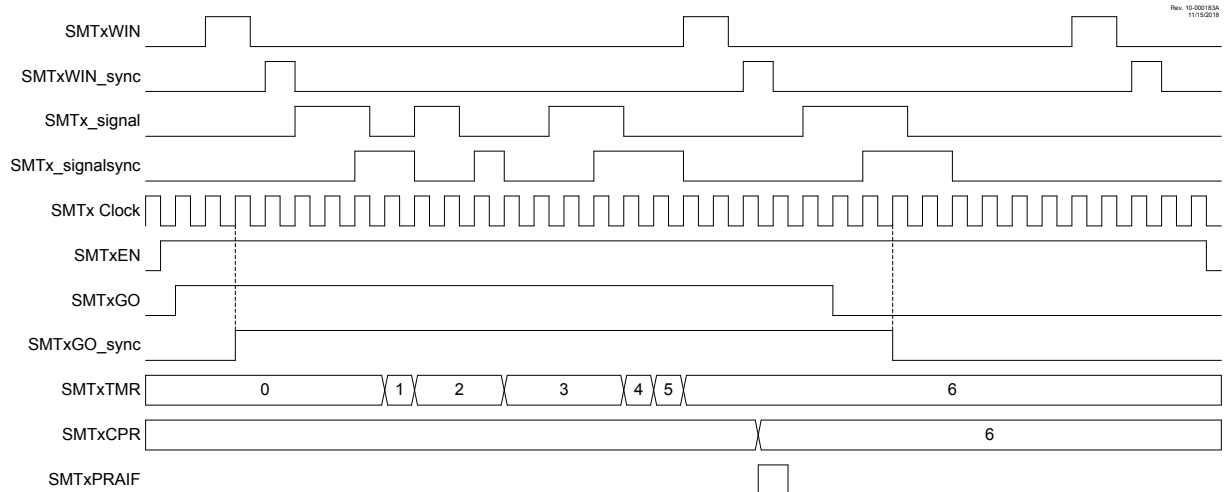 Rev. 10-000183A
11/15/2018
SMTxWIN
SMTxWIN_sync
SMTx_signal
SMTx_signalsync
SMTx Clock
SMTxEN
SMTxGO
SMTxGO_sync
SMTxTMR 0 1 2 3 4 5 6
SMTxCPR 6
SMTxPRAIF